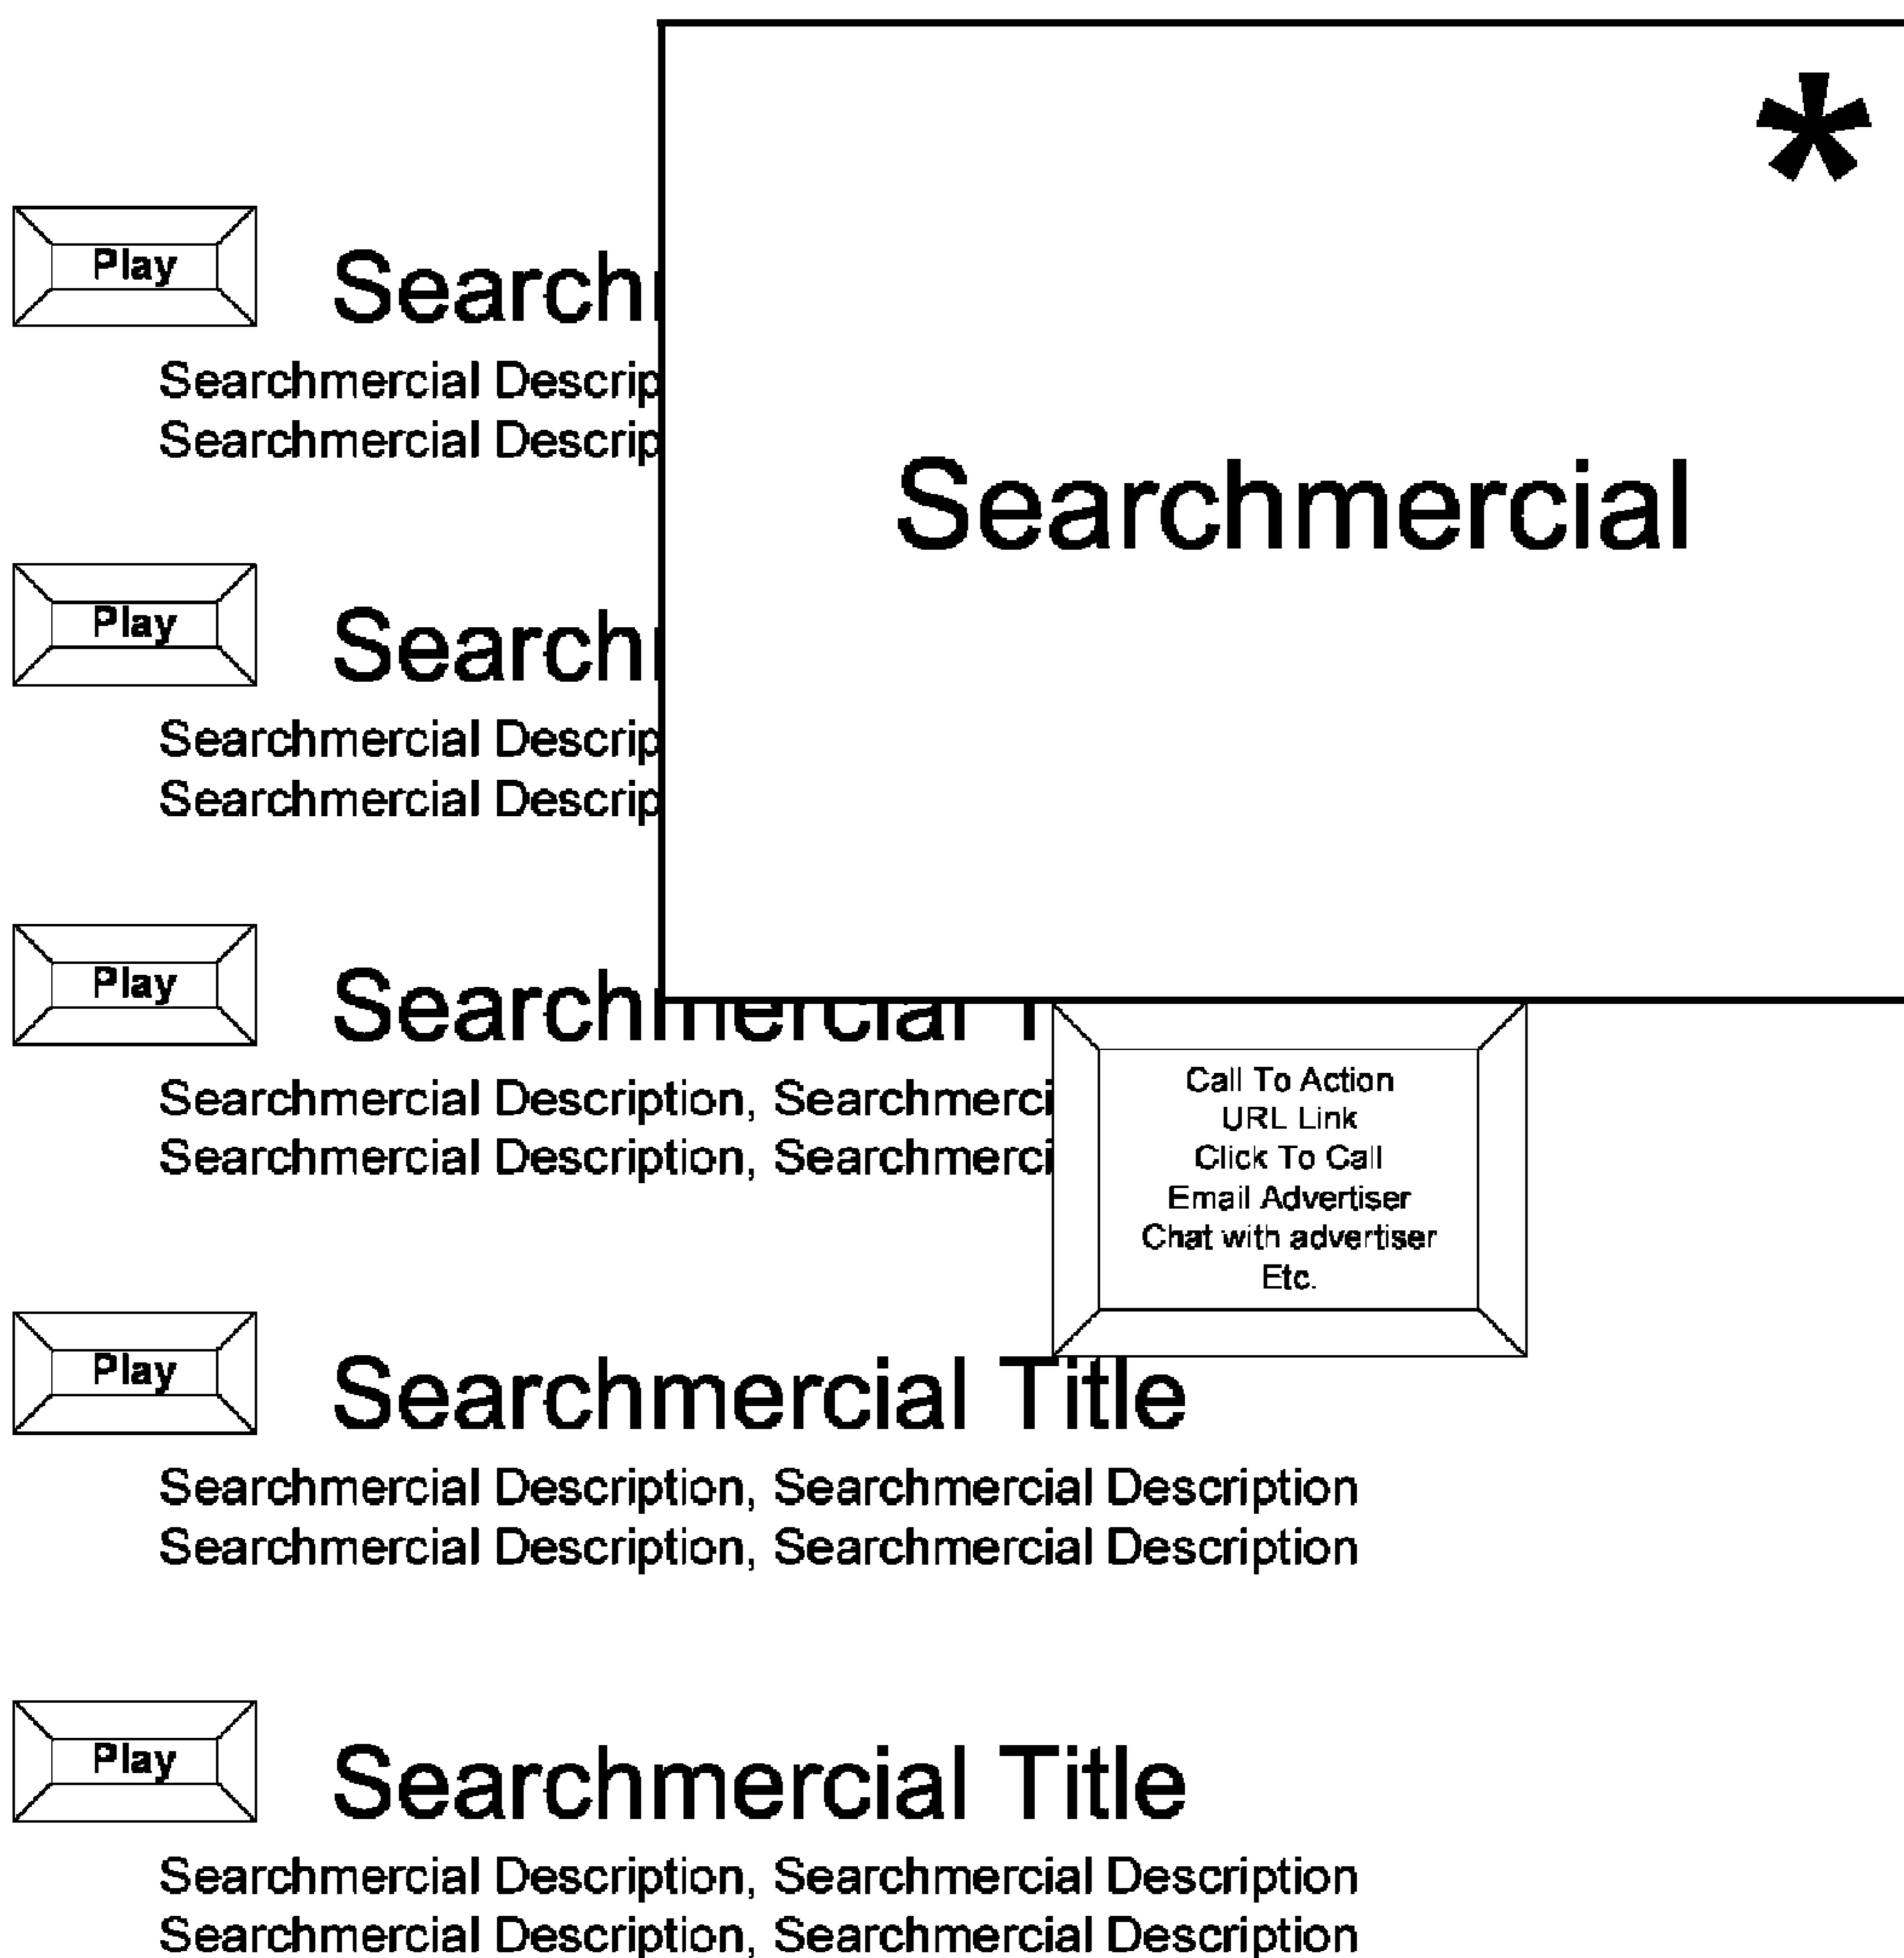 *
Play
Search
Searchmercial Descrip
Searchmercial Descrip
Searchmercial
Play
Search
Searchmercial Descrip
Searchmercial Descrip
Play
Searchmercial T
Searchmercial Description, Searchmerci
Searchmercial Description, Searchmerci
Call To Action
URL Link
Click To Call
Email Advertiser
Chat with advertiser
Etc.
Play
Searchmercial Title
Searchmercial Description, Searchmercial Description
Searchmercial Description, Searchmercial Description
Play
Searchmercial Title
Searchmercial Description, Searchmercial Description
Searchmercial Description, Searchmercial Description